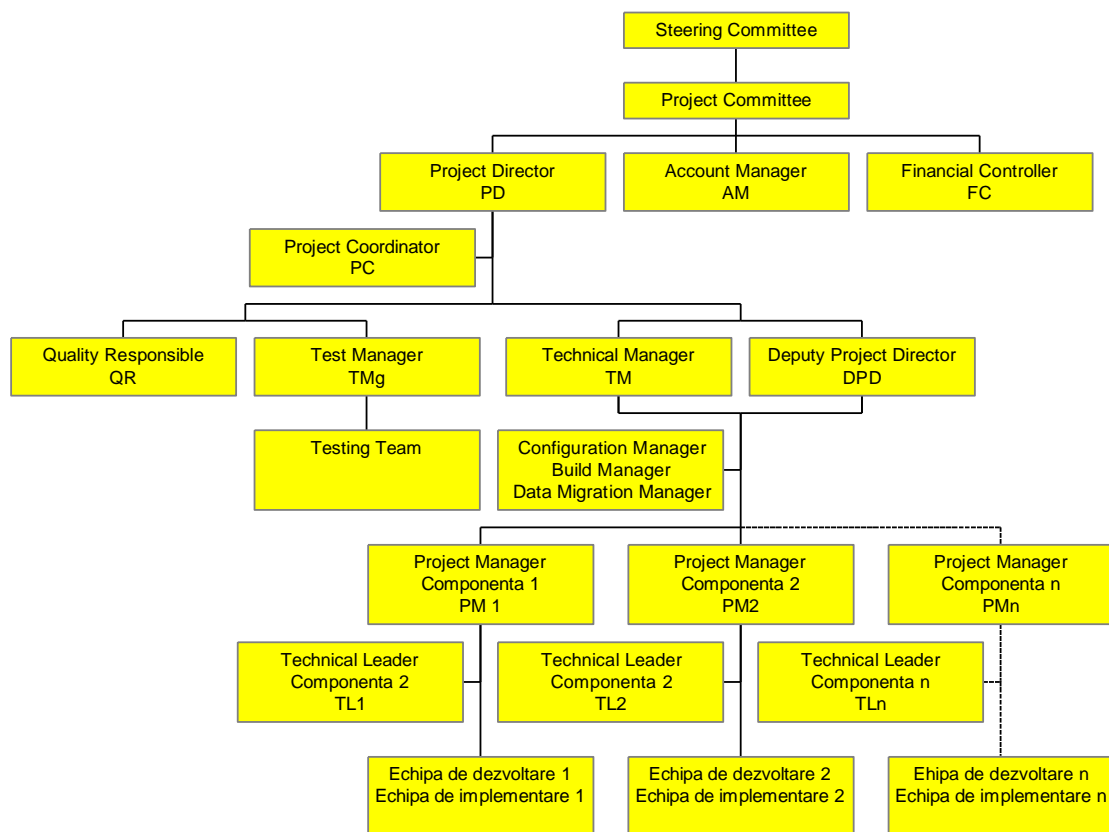 Steering Committee
Project Committee
Project Director
PD
Account Manager
AM
Financial Controller
FC
Project Coordinator
PC
Quality Responsible
QR
Test Manager
TMg
Technical Manager
TM
Deputy Project Director
DPD
Testing Team
Configuration Manager
Build Manager
Data Migration Manager
Project Manager
Componenta 1
PM 1
Project Manager
Componenta 2
PM2
Project Manager
Componenta n
PMn
Technical Leader
Componenta 2
TL1
Technical Leader
Componenta 2
TL2
Technical Leader
Componenta n
TLn
Echipa de dezvoltare 1
Echipa de implementare 1
Echipa de dezvoltare 2
Echipa de implementare 2
Ehipa de dezvoltare n
Echipa de implementare n